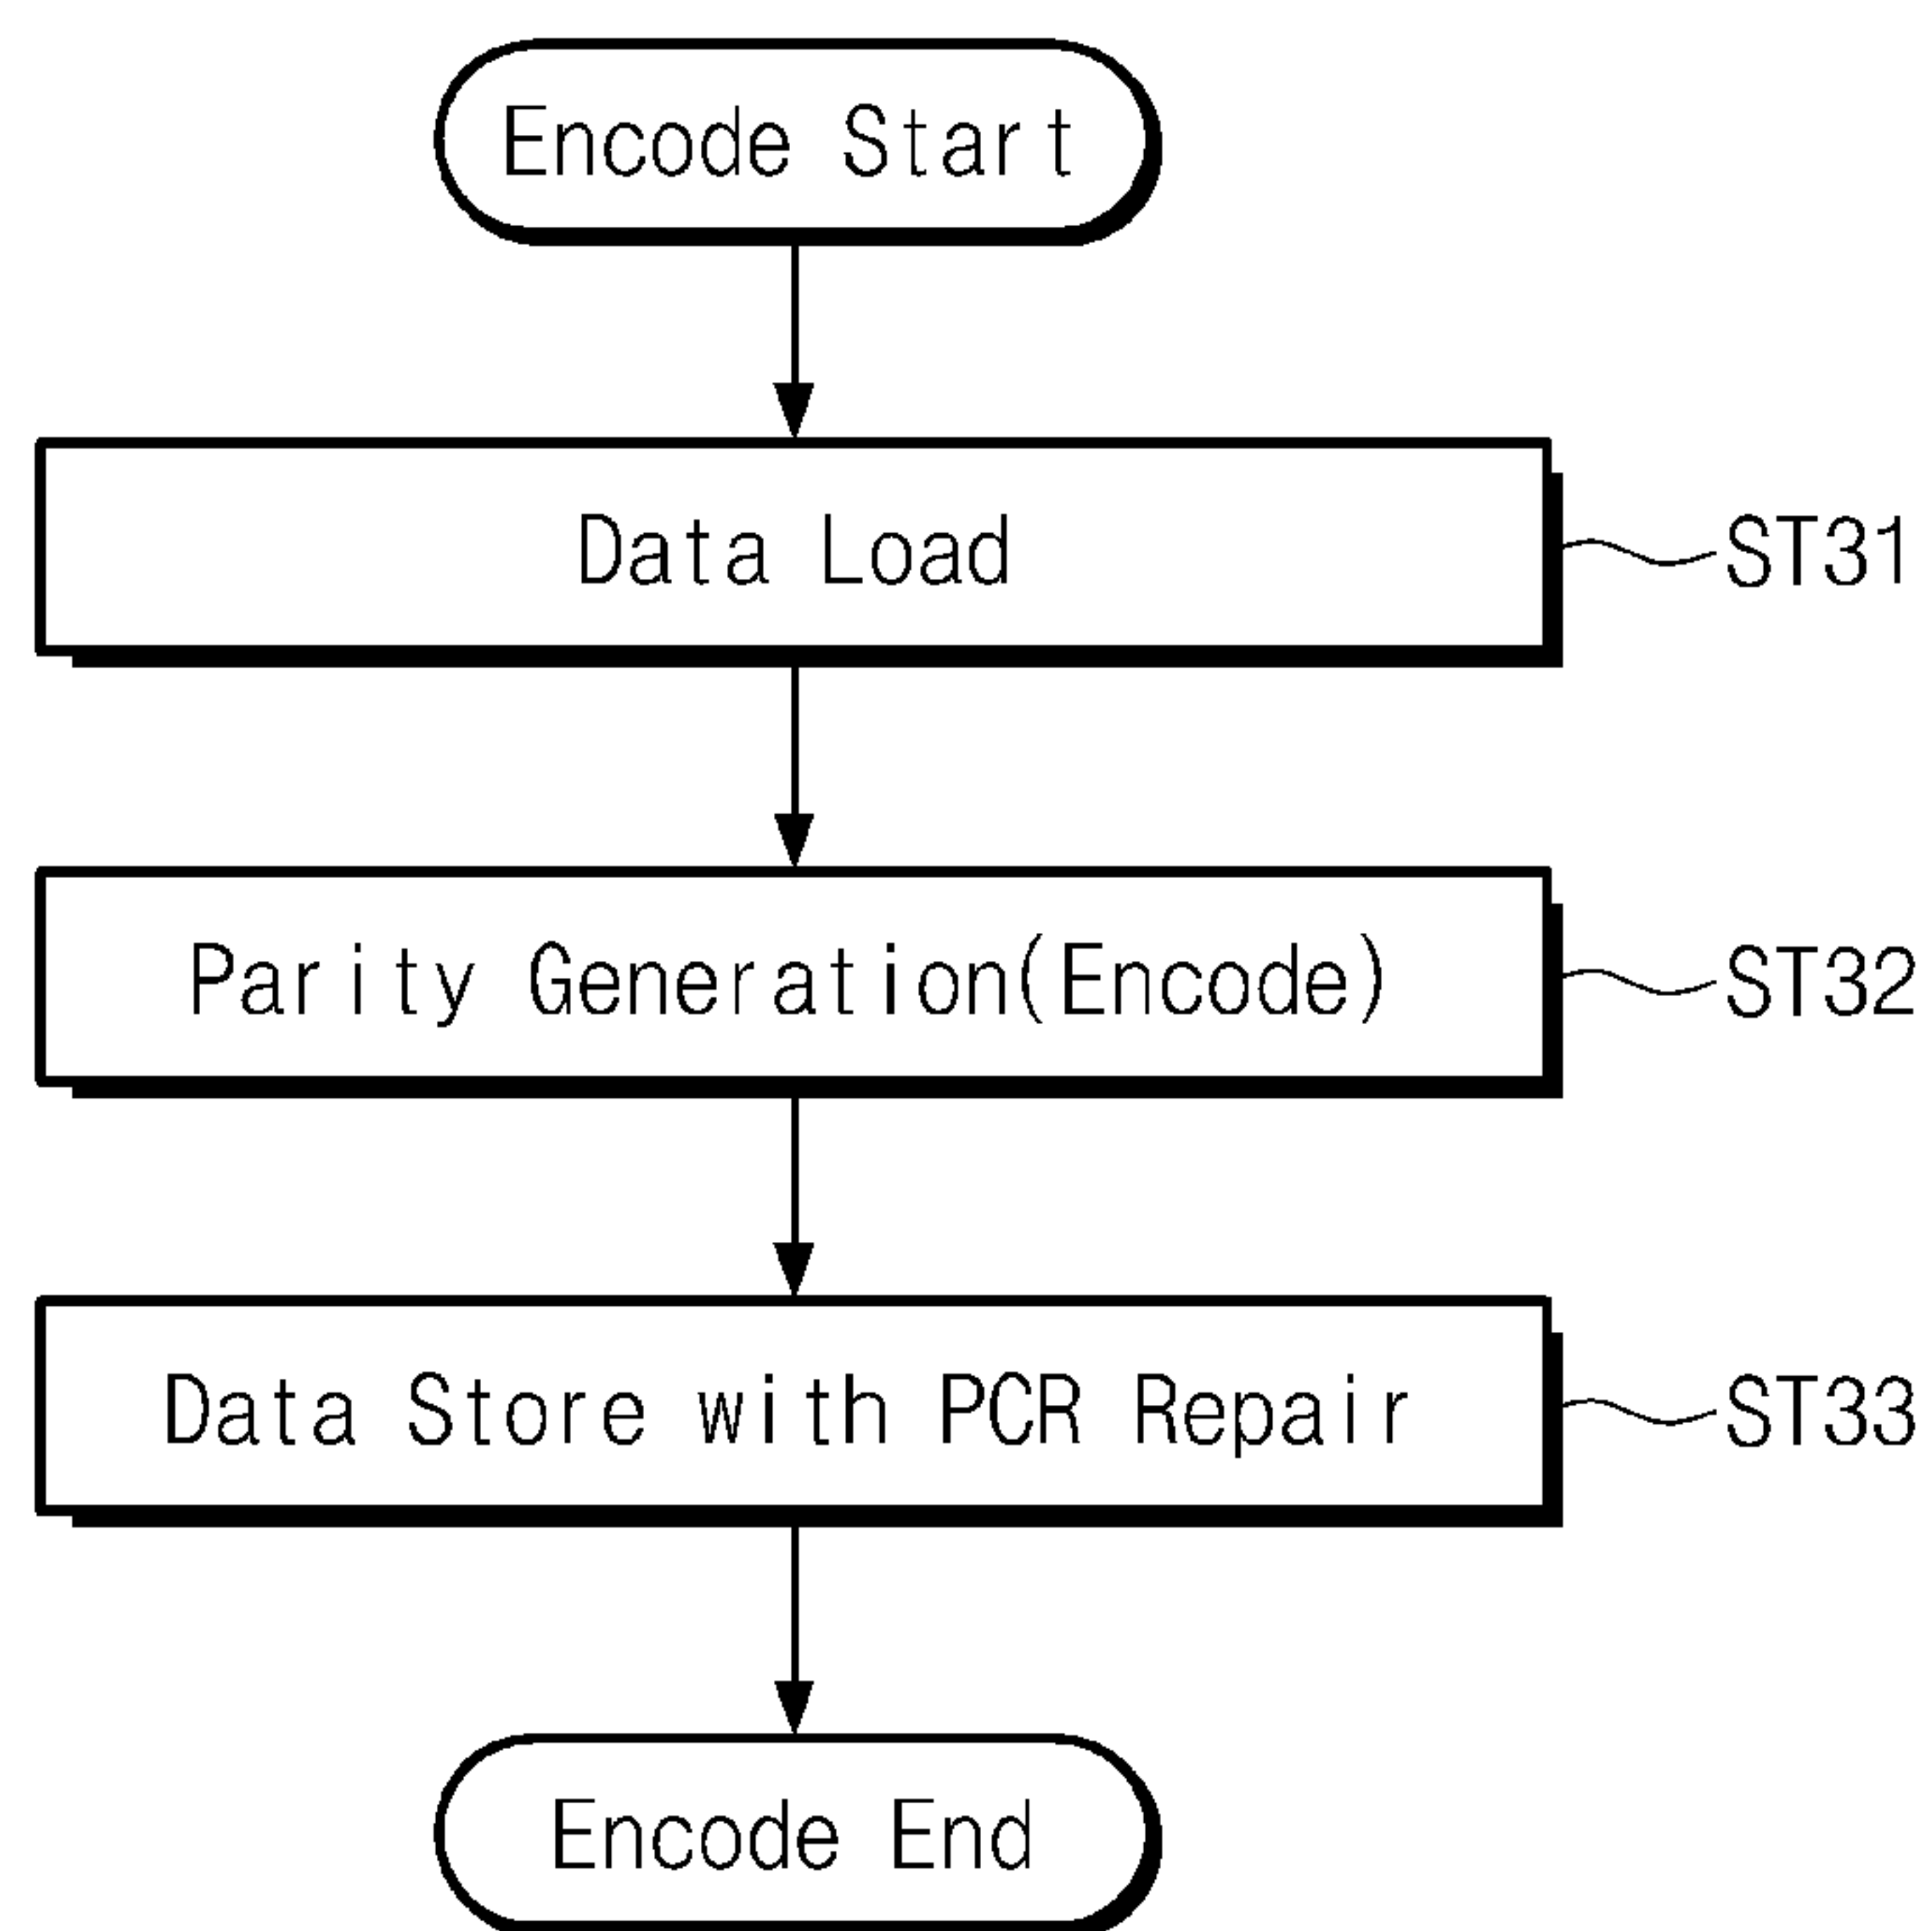 Encode Start
Data Load
ST31
Parity Generation(Encode)
ST32
Data Store with PCR Repair
ST33
Encode End